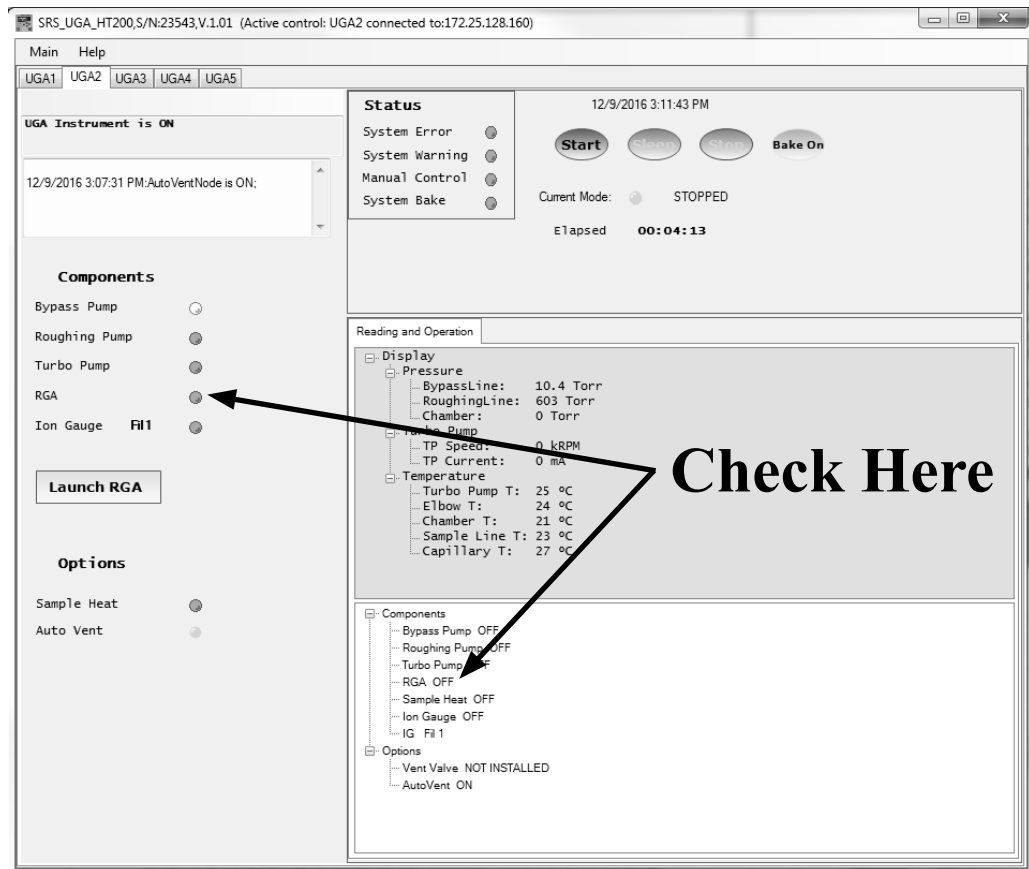 SRS_UGA_HT200,S/N:23543,V.1.01 (Active control: UGA2 connected to:172.25.128.160)
Main Help
UGA1 UGA2 UGA3 UGA4 UGA5
UGA Instrument is ON
12/9/2016 3:07:31 PM:AutoVentNode is ON;
Components
Bypass Pump
Roughing Pump
Turbo Pump
RGA
Ion Gauge Fil1
Launch RGA
Options
Sample Heat
Auto Vent
Status
System Error
System Warning
Manual Control
System Bake
12/9/2016 3:11:43 PM
Start Sleep Stop Bake On
Current Mode: STOPPED
Elapsed 00:04:13
Reading and Operation
Display
Pressure
BypassLine: 10.4 Torr
RoughingLine: 603 Torr
Chamber: 0 Torr
Turbo Pump
TP Speed: 0 kRPM
TP Current: 0 mA
Temperature
Turbo Pump T: 25 ºC
Elbow T: 24 ºC
Chamber T: 21 ºC
Sample Line T: 23 ºC
Capillary T: 27 ºC
Check Here
Components
Bypass Pump OFF
Roughing Pump OFF
Turbo Pump OFF
RGA OFF
Sample Heat OFF
Ion Gauge OFF
IG Fil 1
Options
Vent Valve NOT INSTALLED
AutoVent ON